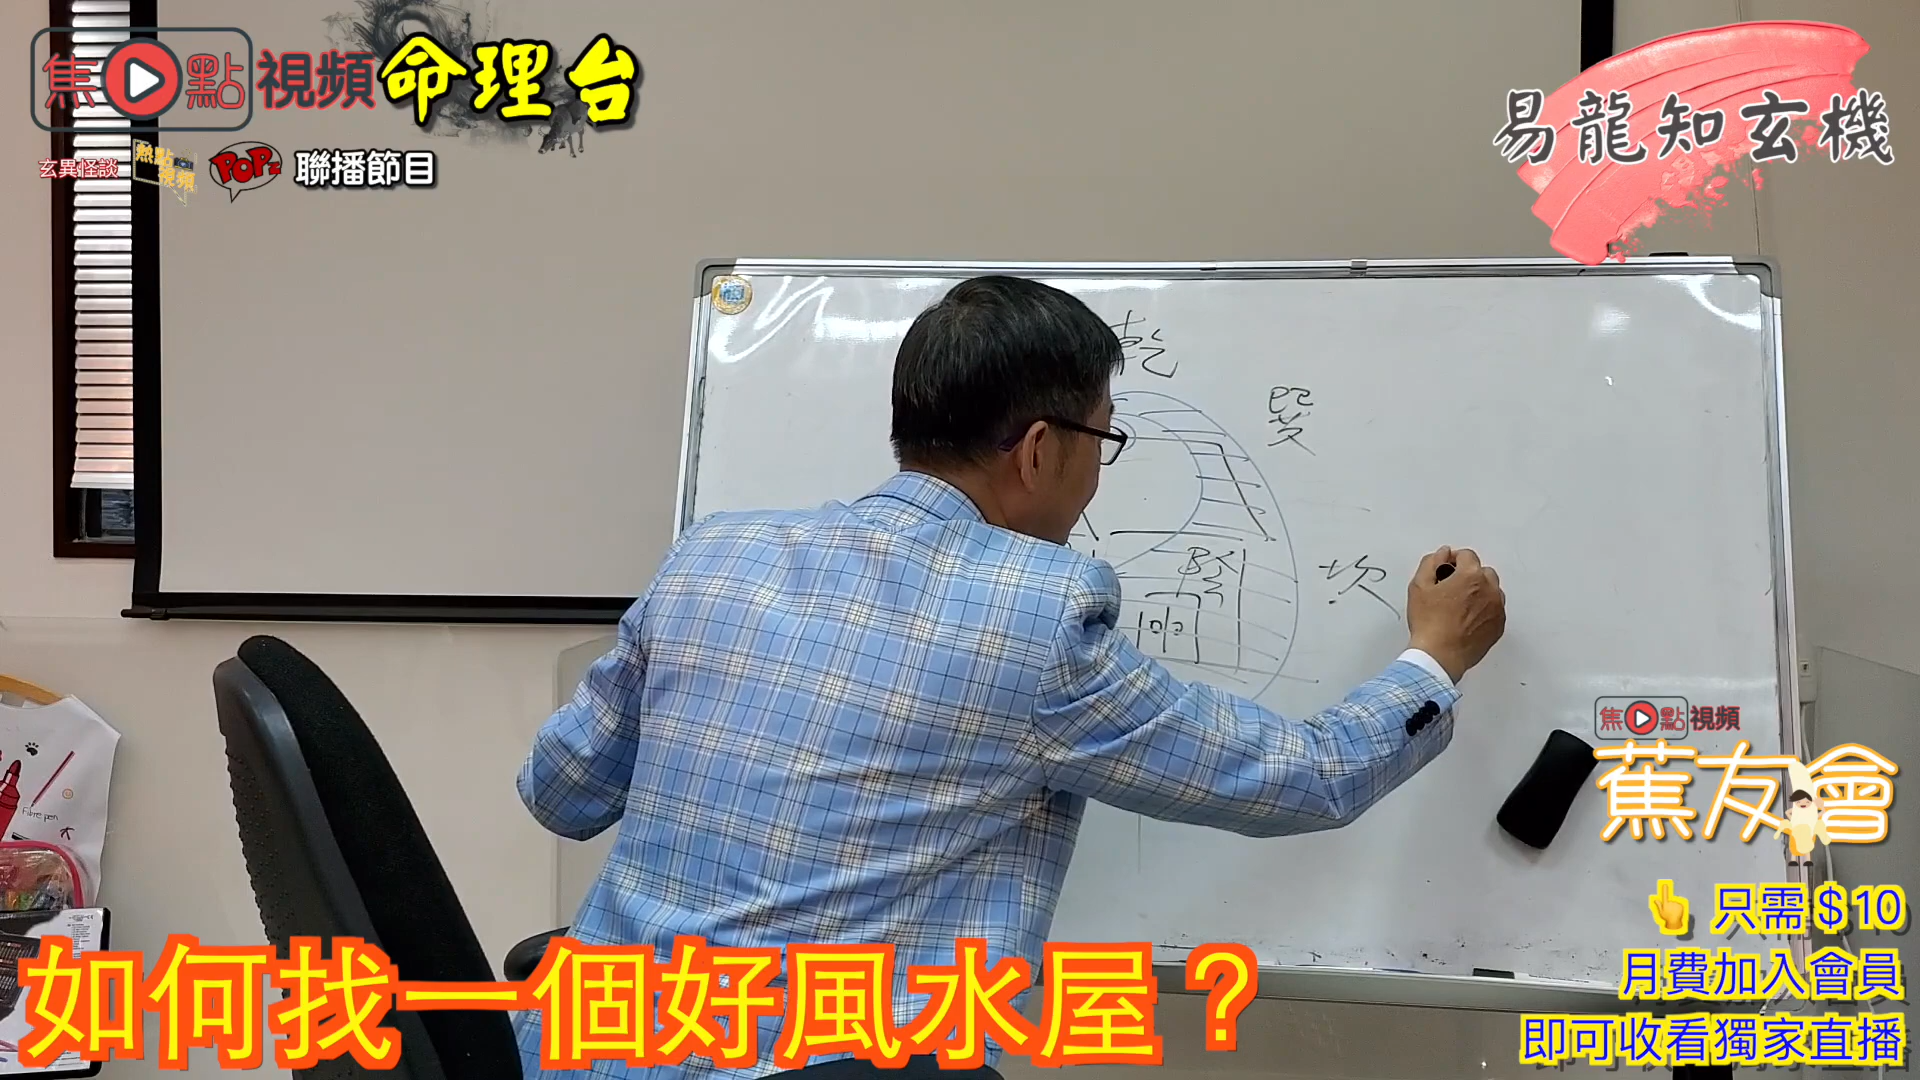 焦點視頻命理台
玄異怪談 熱點視頻 POPz 聯播節目
易龍知玄機
乾
坎
Fibre pen
焦點視頻
蕉友會
👆 只需$10
月費加入會員
即可收看獨家直播
如何找一個好風水屋？